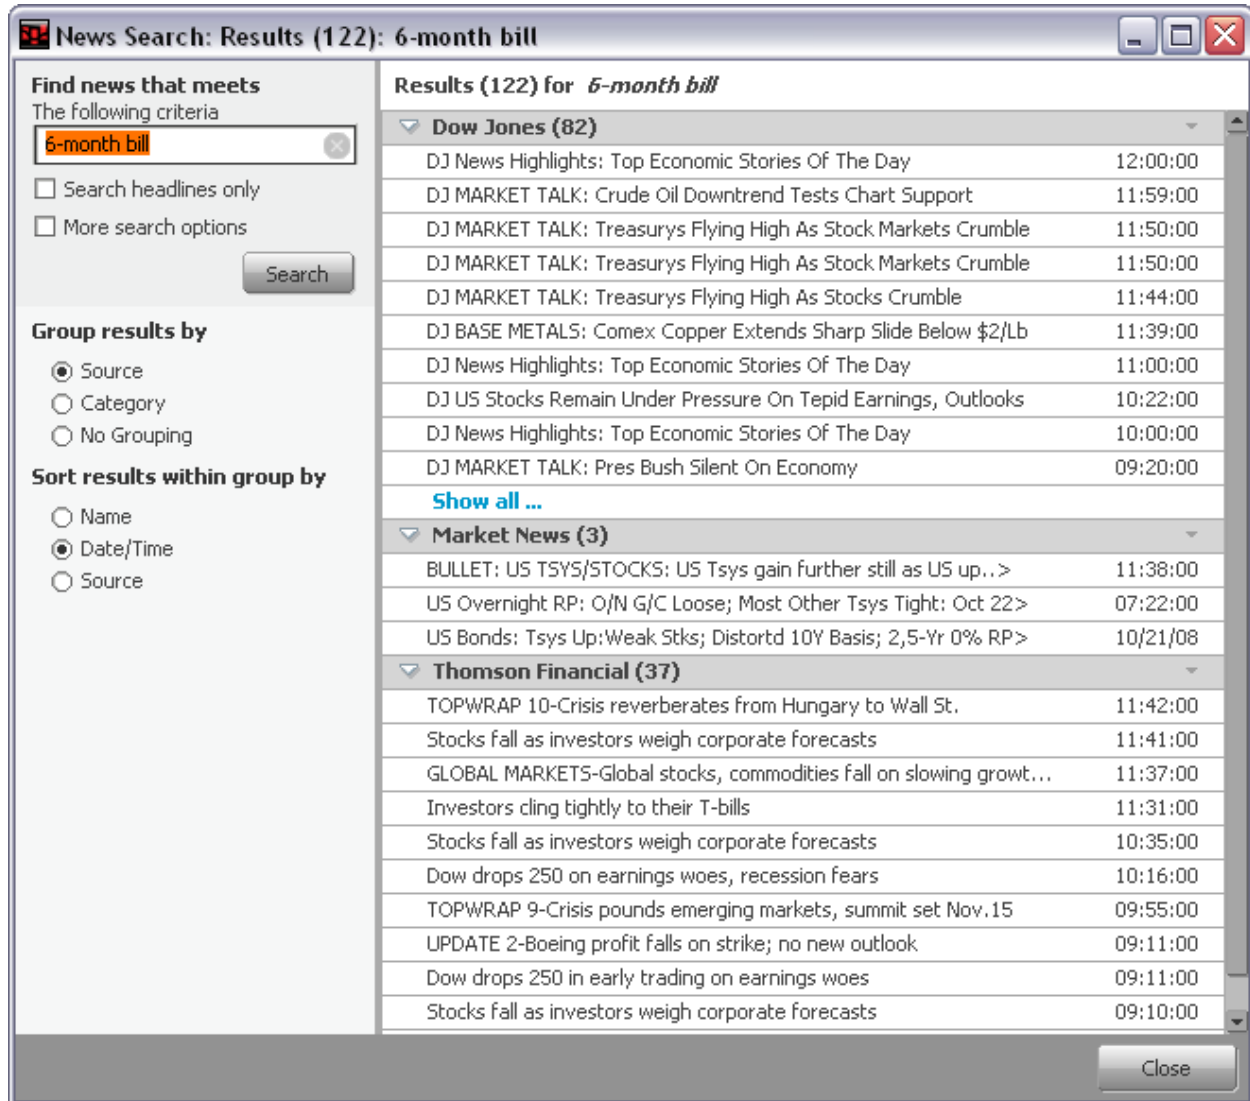 News Search: Results (122): 6-month bill
Find news that meets
The following criteria
6-month bill
Search headlines only
More search options
Search
Group results by
Source
Category
No Grouping
Sort results within group by
Name
Date/Time
Source
Results (122) for 6-month bill
Dow Jones (82)
DJ News Highlights: Top Economic Stories Of The Day 12:00:00
DJ MARKET TALK: Crude Oil Downtrend Tests Chart Support 11:59:00
DJ MARKET TALK: Treasurys Flying High As Stock Markets Crumble 11:50:00
DJ MARKET TALK: Treasurys Flying High As Stock Markets Crumble 11:50:00
DJ MARKET TALK: Treasurys Flying High As Stocks Crumble 11:44:00
DJ BASE METALS: Comex Copper Extends Sharp Slide Below $2/Lb 11:39:00
DJ News Highlights: Top Economic Stories Of The Day 11:00:00
DJ US Stocks Remain Under Pressure On Tepid Earnings, Outlooks 10:22:00
DJ News Highlights: Top Economic Stories Of The Day 10:00:00
DJ MARKET TALK: Pres Bush Silent On Economy 09:20:00
Show all ...
Market News (3)
BULLET: US TSYS/STOCKS: US Tsys gain further still as US up..> 11:38:00
US Overnight RP: O/N G/C Loose; Most Other Tsys Tight: Oct 22> 07:22:00
US Bonds: Tsys Up:Weak Stks; Distortd 10Y Basis; 2,5-Yr 0% RP> 10/21/08
Thomson Financial (37)
TOPWRAP 10-Crisis reverberates from Hungary to Wall St. 11:42:00
Stocks fall as investors weigh corporate forecasts 11:41:00
GLOBAL MARKETS-Global stocks, commodities fall on slowing growt... 11:37:00
Investors cling tightly to their T-bills 11:31:00
Stocks fall as investors weigh corporate forecasts 10:35:00
Dow drops 250 on earnings woes, recession fears 10:16:00
TOPWRAP 9-Crisis pounds emerging markets, summit set Nov.15 09:55:00
UPDATE 2-Boeing profit falls on strike; no new outlook 09:11:00
Dow drops 250 in early trading on earnings woes 09:11:00
Stocks fall as investors weigh corporate forecasts 09:10:00
Close